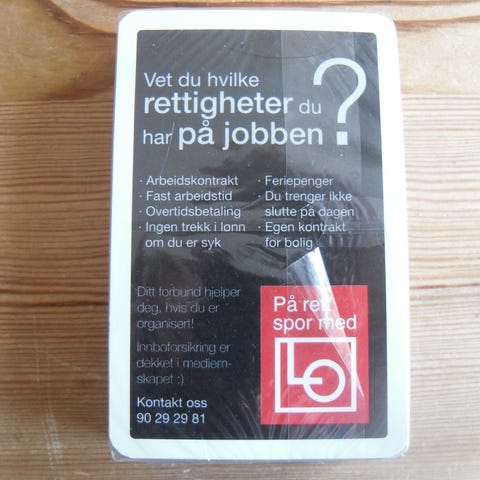 Vet du hvilke
rettigheter du
har på jobben ?
· Arbeidskontrakt
· Fast arbeidstid
· Overtidsbetaling
· Ingen trekk i lønn
om du er syk
· Feriepenger
· Du trenger ikke
slutte på dagen
· Egen kontrakt
for bolig
Ditt forbund hjelper
deg, hvis du er
organisert!
Innboforsikring er
dekket i medlem-
skapet :)
Kontakt oss
90 29 29 81
På rett
spor med
LO